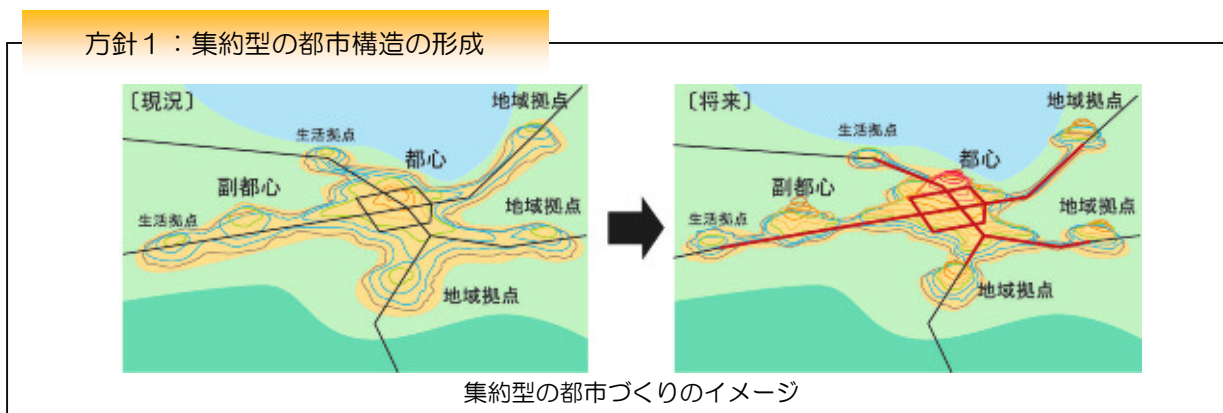 方針1：集約型の都市構造の形成
〔現況〕
地域拠点
生活拠点
都心
副都心
地域拠点
生活拠点
地域拠点
〔将来〕
地域拠点
生活拠点
都心
副都心
地域拠点
生活拠点
地域拠点
集約型の都市づくりのイメージ